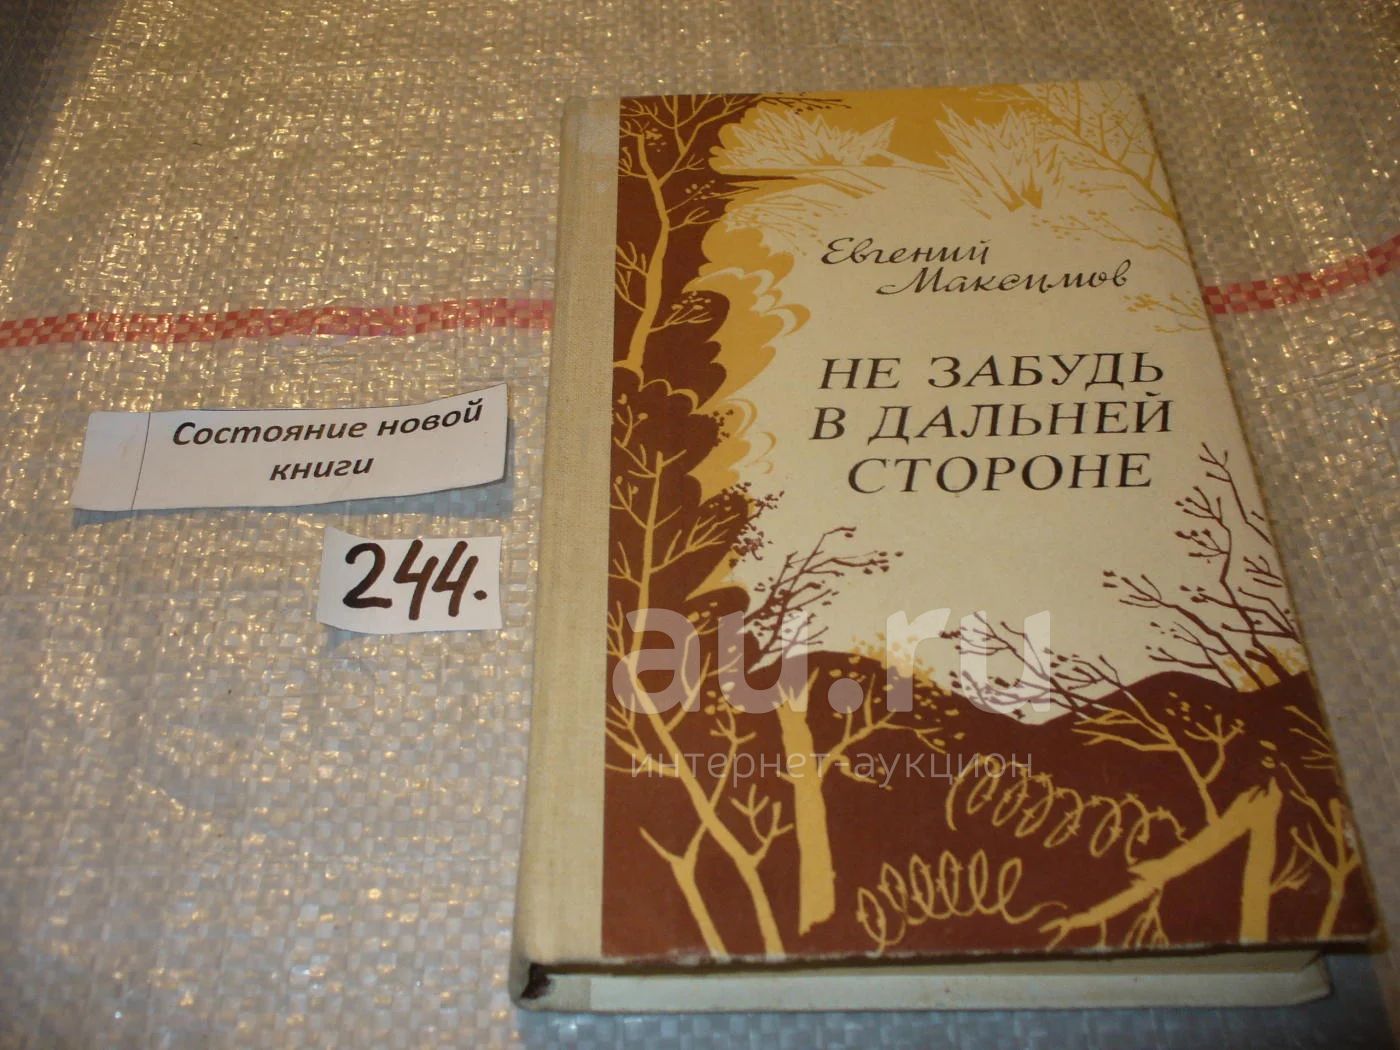 Евгений
Максимов
НЕ ЗАБУДЬ
В ДАЛЬНЕЙ
СТОРОНЕ
Состояние новой
книги
244.
au.ru
интернет-аукцион